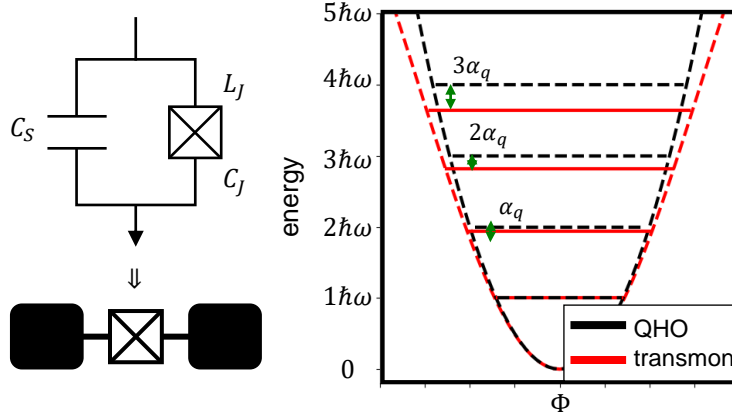 L_J
C_S
C_J
⇓
energy
5ℏω
4ℏω
3ℏω
2ℏω
1ℏω
0
3α_q
2α_q
α_q
QHO
transmon
Φ